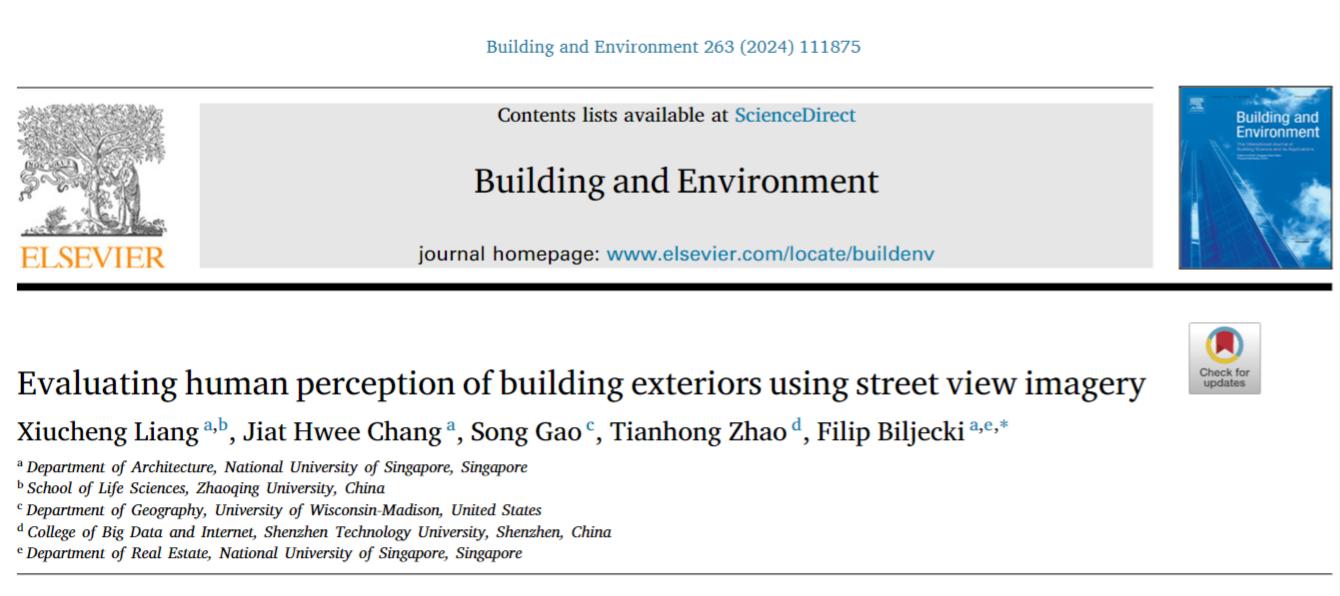 Building and Environment 263 (2024) 111875
Contents lists available at ScienceDirect
Building and Environment
journal homepage: www.elsevier.com/locate/buildenv
ELSEVIER
Building and
Environment
Check for
updates
Evaluating human perception of building exteriors using street view imagery
Xiucheng Liang a,b, Jiat Hwee Chang a, Song Gao c, Tianhong Zhao d, Filip Biljecki a,e,*
a Department of Architecture, National University of Singapore, Singapore
b School of Life Sciences, Zhaoqing University, China
c Department of Geography, University of Wisconsin-Madison, United States
d College of Big Data and Internet, Shenzhen Technology University, Shenzhen, China
e Department of Real Estate, National University of Singapore, Singapore